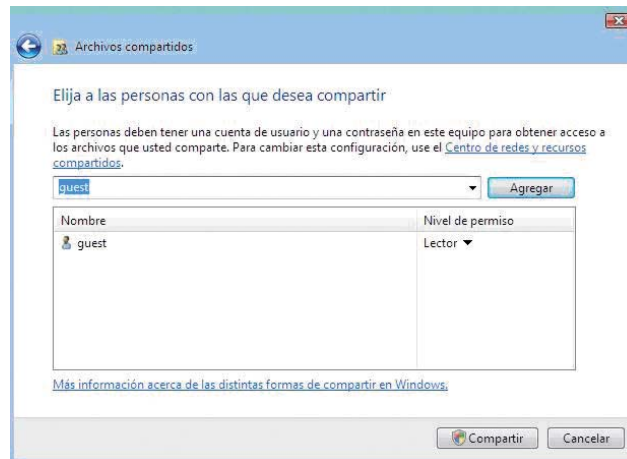 Archivos compartidos
Elija a las personas con las que desea compartir
Las personas deben tener una cuenta de usuario y una contraseña en este equipo para obtener acceso a
los archivos que usted comparte. Para cambiar esta configuración, use el Centro de redes y recursos
compartidos.
guest Agregar
Nombre Nivel de permiso
guest Lector
Más información acerca de las distintas formas de compartir en Windows.
Compartir Cancelar